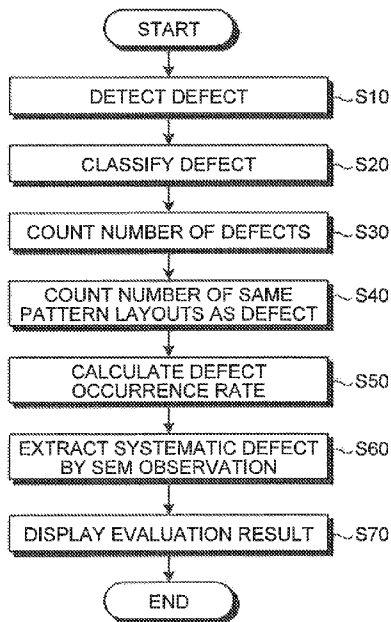 START
DETECT DEFECT
S10
CLASSIFY DEFECT
S20
COUNT NUMBER OF DEFECTS
S30
COUNT NUMBER OF SAME
PATTERN LAYOUTS AS DEFECT
S40
CALCULATE DEFECT
OCCURRENCE RATE
S50
EXTRACT SYSTEMATIC DEFECT
BY SEM OBSERVATION
S60
DISPLAY EVALUATION RESULT
S70
END